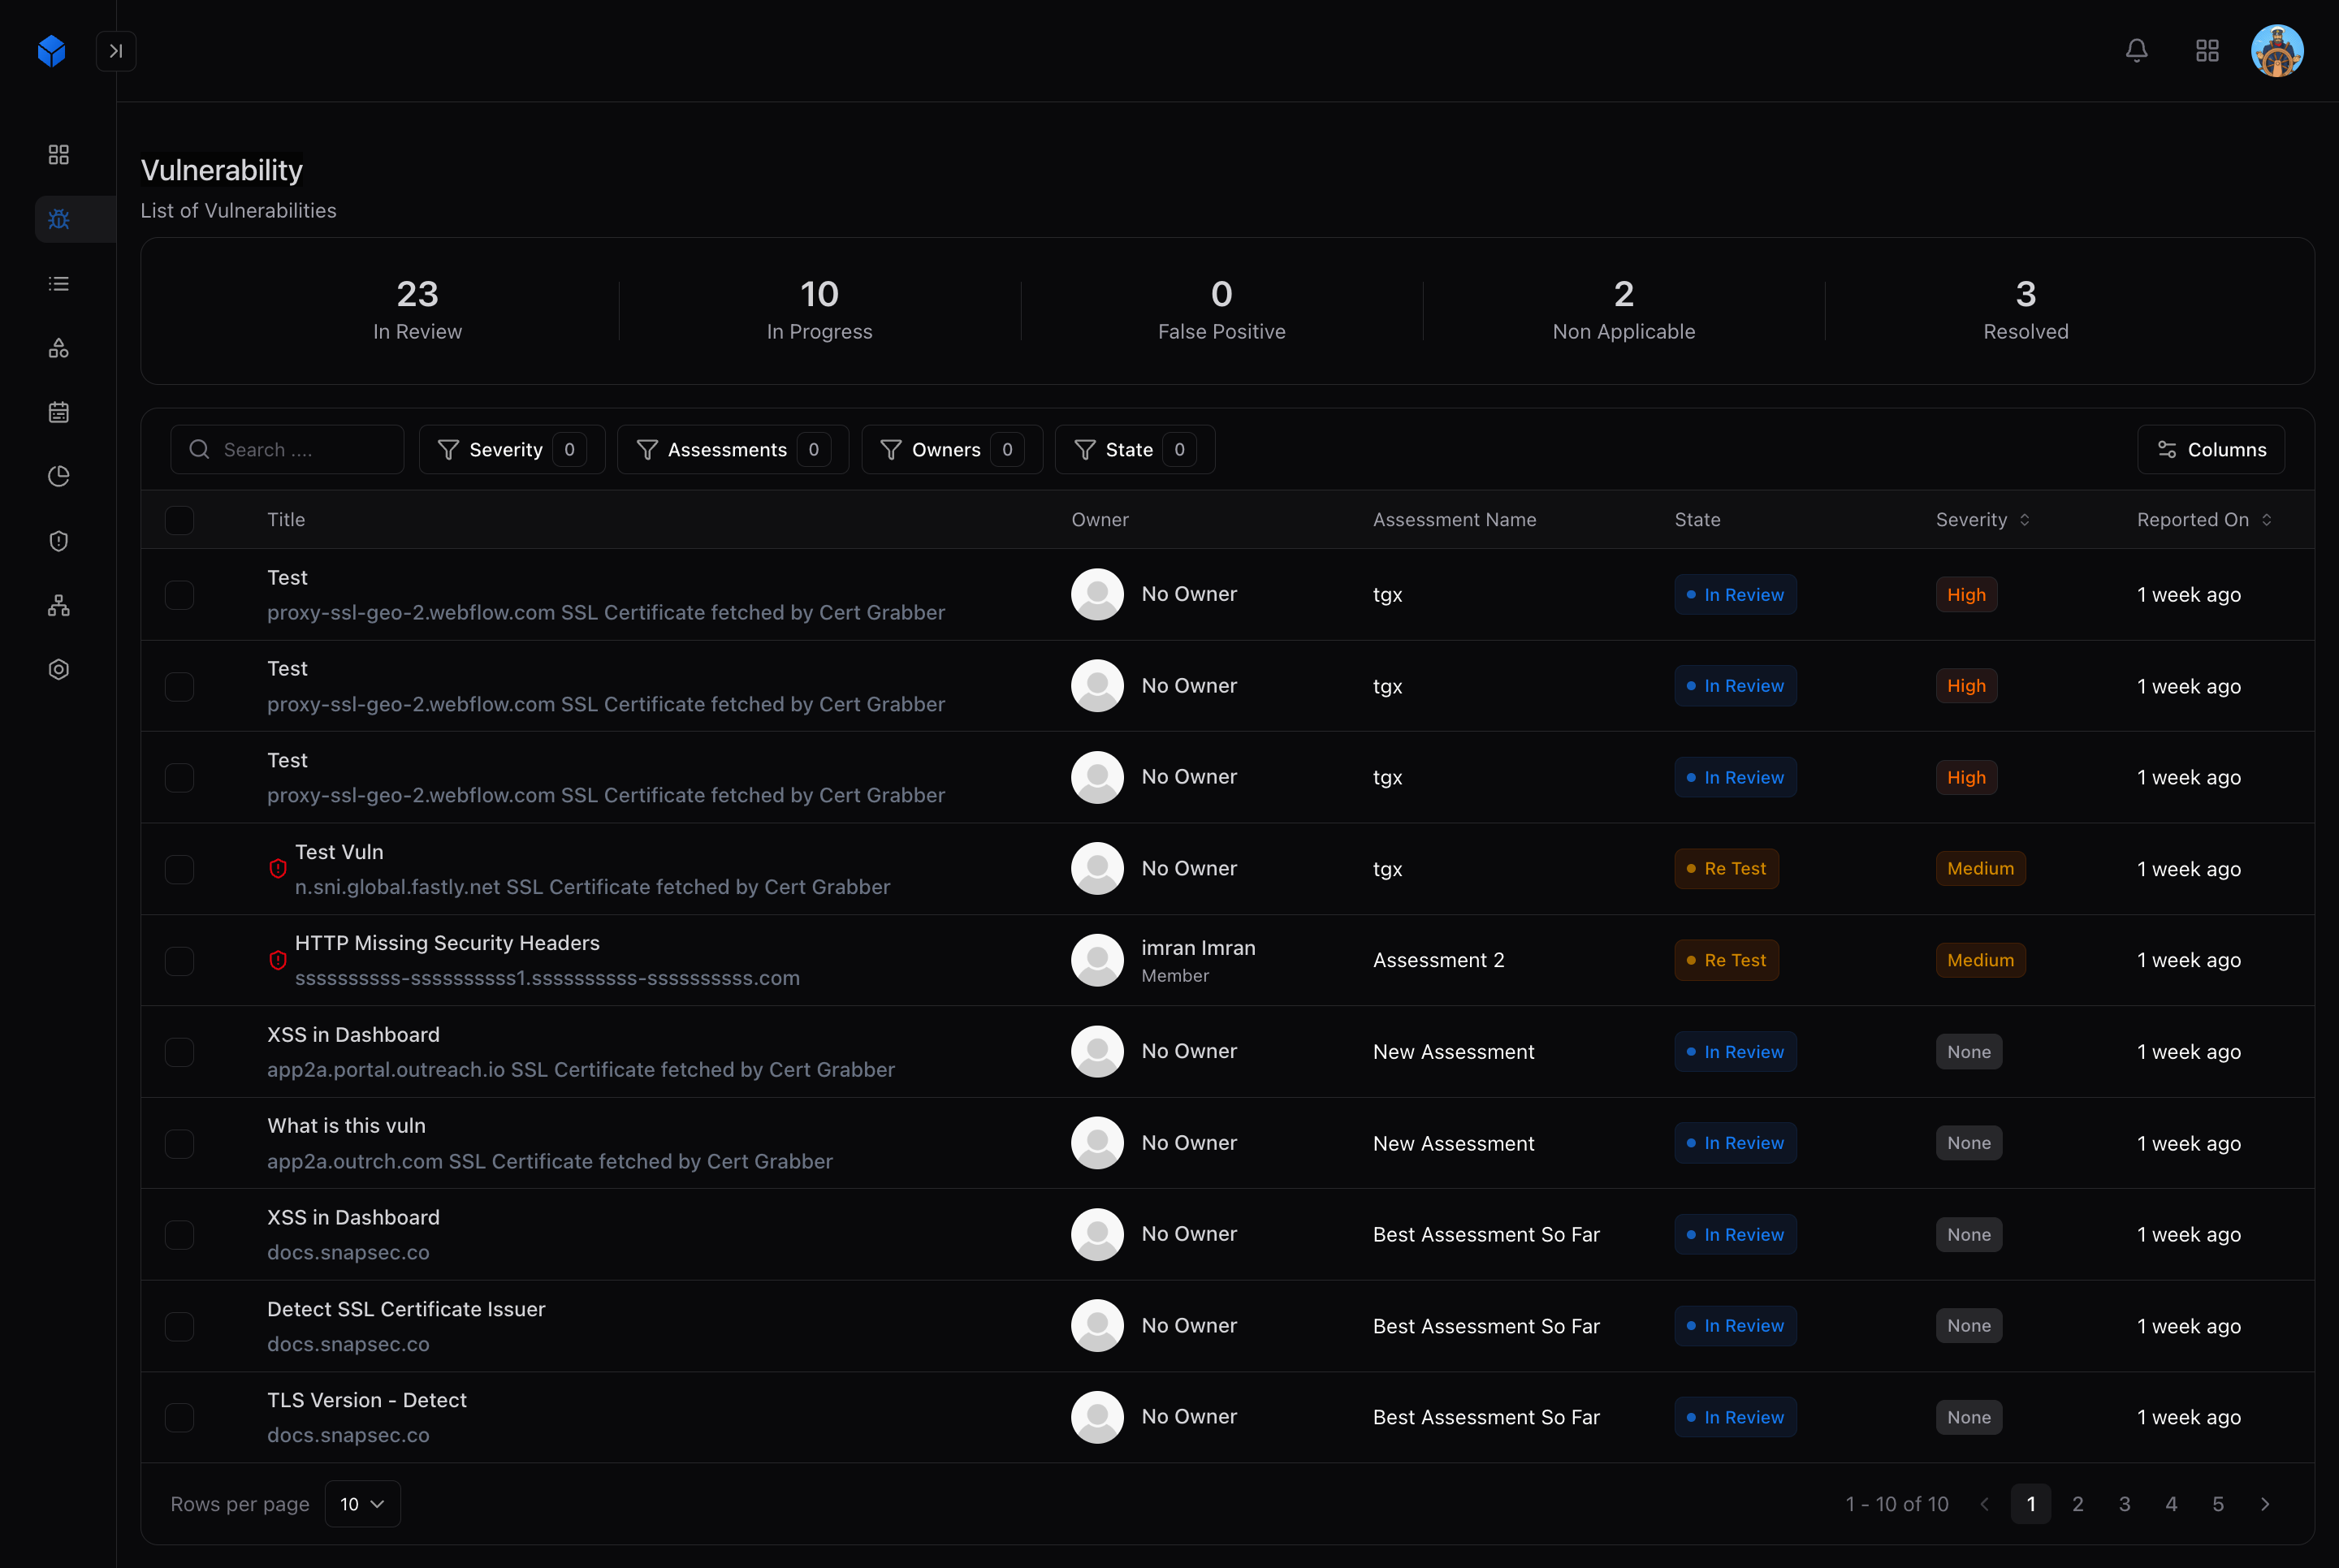 Vulnerability
List of Vulnerabilities
23
In Review
10
In Progress
0
False Positive
2
Non Applicable
3
Resolved
Search ....
Severity 0
Assessments 0
Owners 0
State 0
Columns
Title Owner Assessment Name State Severity Reported On
Test
proxy-ssl-geo-2.webflow.com SSL Certificate fetched by Cert Grabber
No Owner tgx In Review High 1 week ago
Test
proxy-ssl-geo-2.webflow.com SSL Certificate fetched by Cert Grabber
No Owner tgx In Review High 1 week ago
Test
proxy-ssl-geo-2.webflow.com SSL Certificate fetched by Cert Grabber
No Owner tgx In Review High 1 week ago
Test Vuln
n.sni.global.fastly.net SSL Certificate fetched by Cert Grabber
No Owner tgx Re Test Medium 1 week ago
HTTP Missing Security Headers
ssssssssss-ssssssssss1.ssssssssss-ssssssssss.com
imran Imran
Member
Assessment 2 Re Test Medium 1 week ago
XSS in Dashboard
app2a.portal.outreach.io SSL Certificate fetched by Cert Grabber
No Owner New Assessment In Review None 1 week ago
What is this vuln
app2a.outrch.com SSL Certificate fetched by Cert Grabber
No Owner New Assessment In Review None 1 week ago
XSS in Dashboard
docs.snapsec.co
No Owner Best Assessment So Far In Review None 1 week ago
Detect SSL Certificate Issuer
docs.snapsec.co
No Owner Best Assessment So Far In Review None 1 week ago
TLS Version - Detect
docs.snapsec.co
No Owner Best Assessment So Far In Review None 1 week ago
Rows per page 10
1 - 10 of 10 1 2 3 4 5